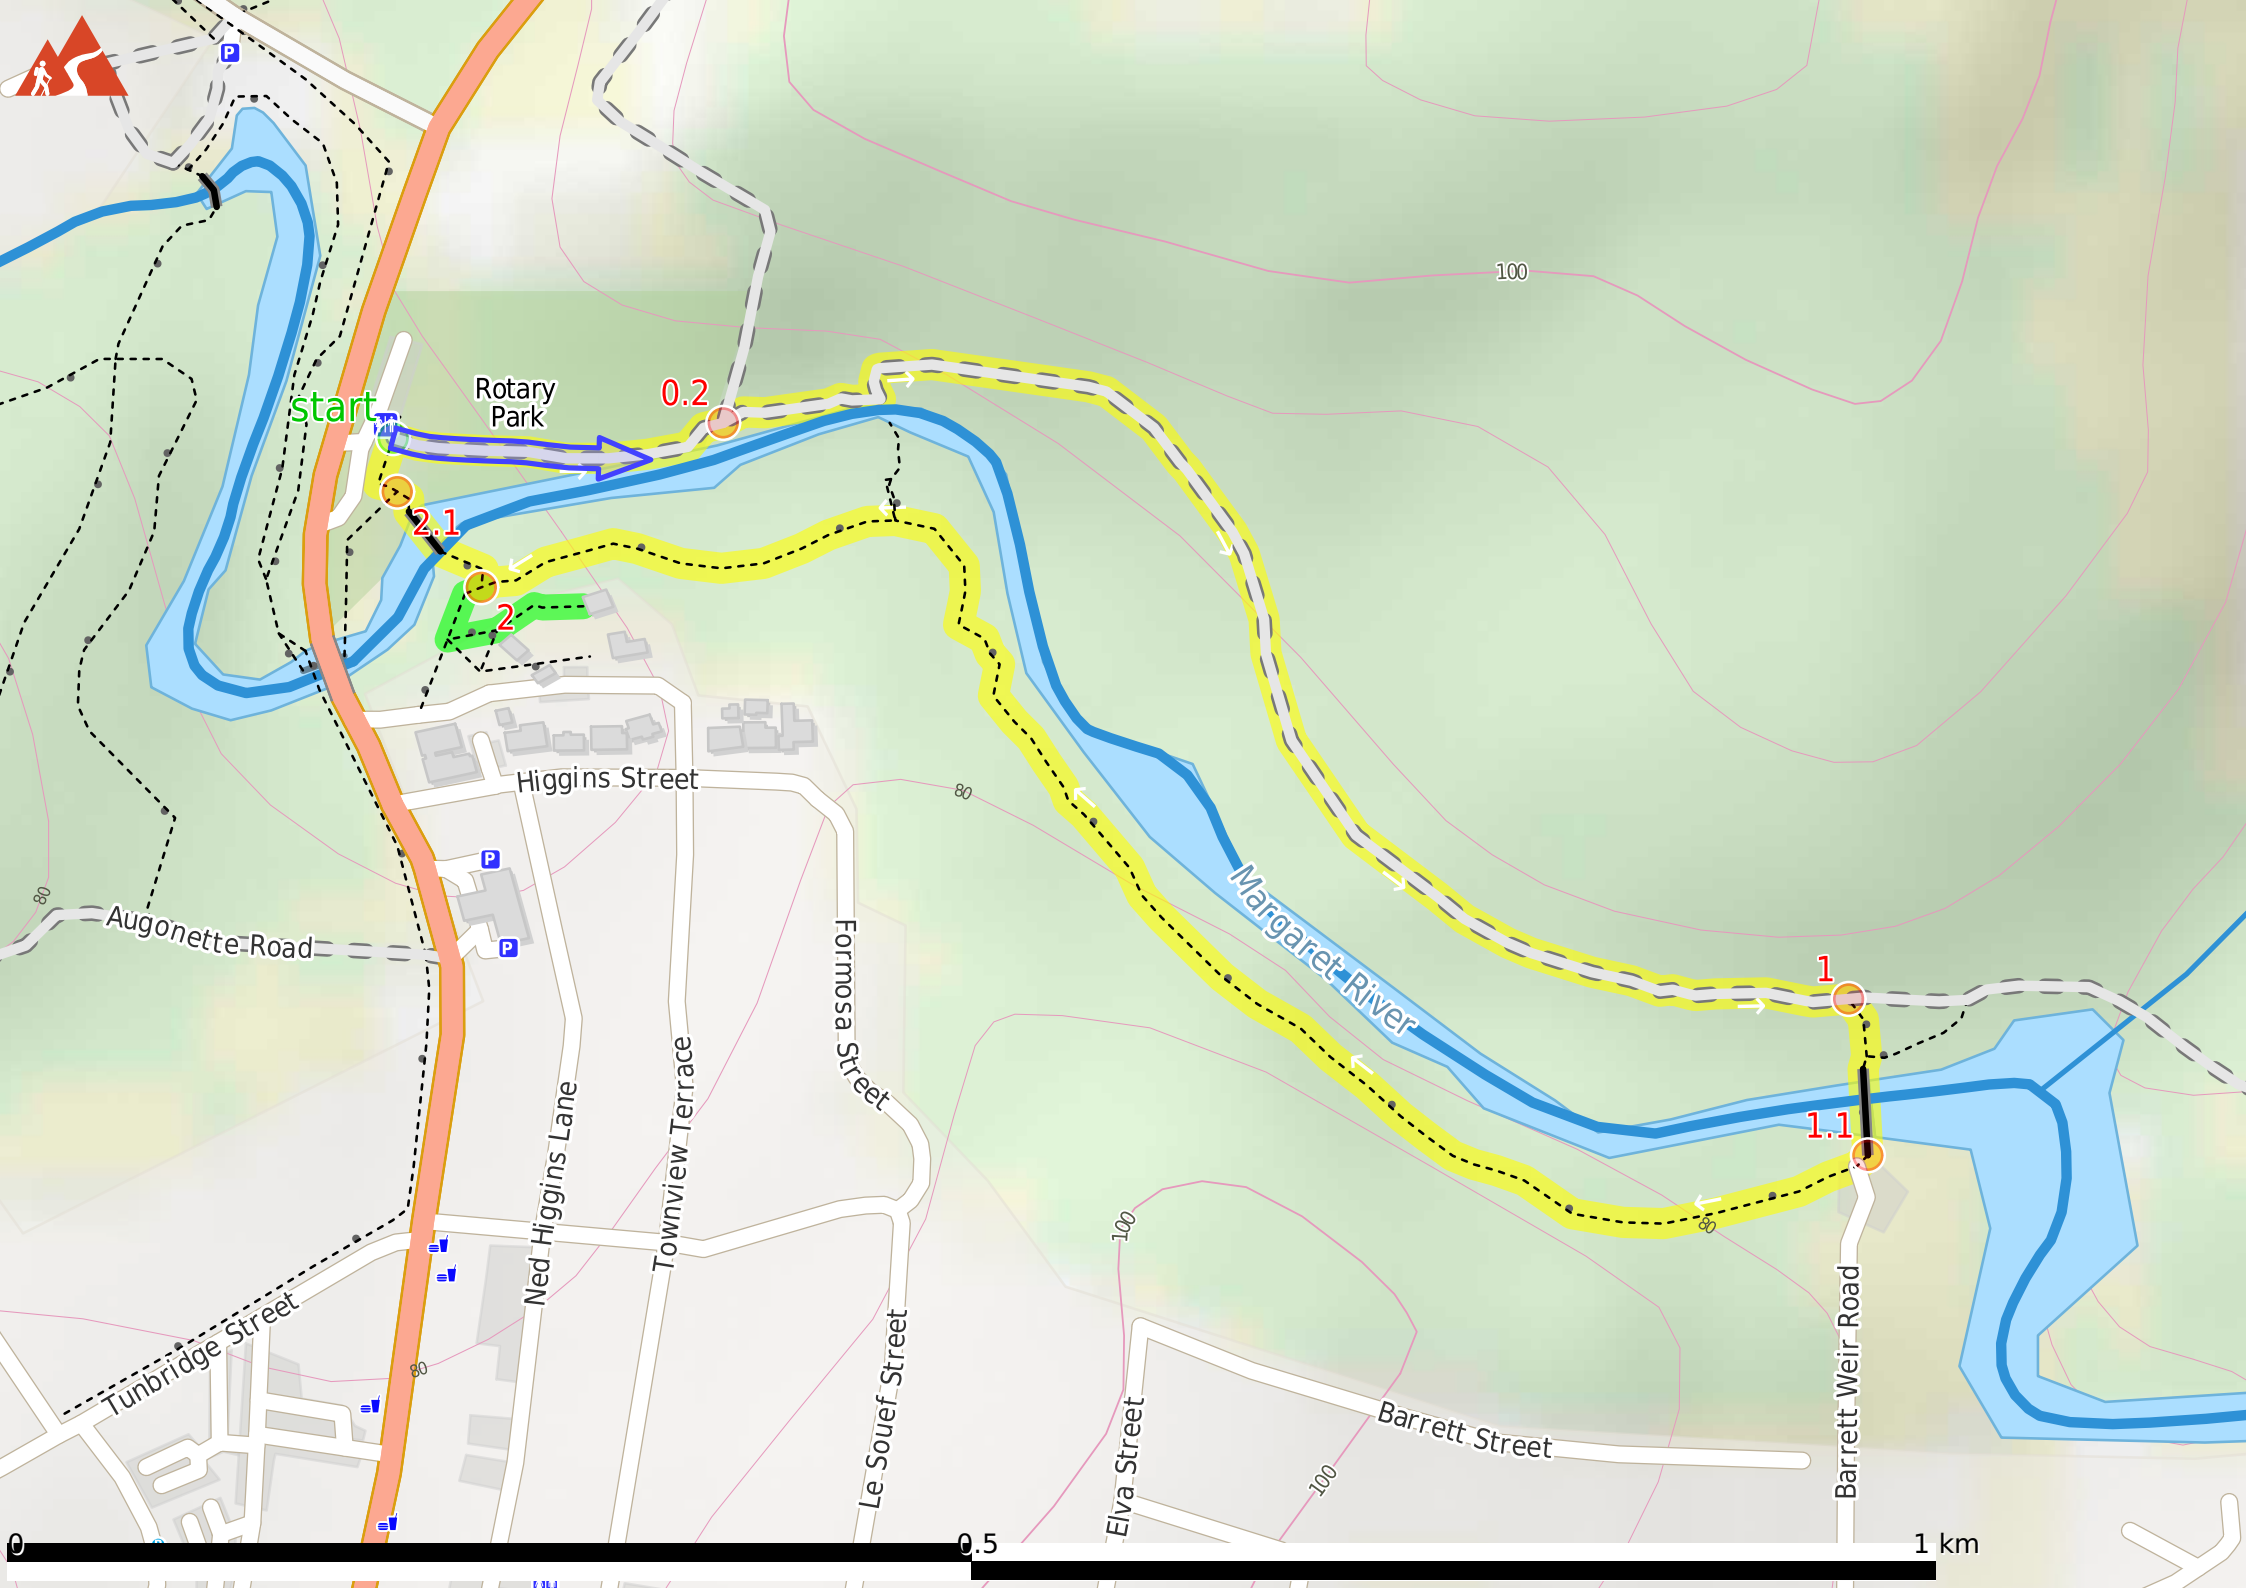 P
100
Rotary
Park
0.2
start
2.1
2
Higgins Street
80
P
80
Augonette Road
P
Margaret River
Formosa Street
1
Townview Terrace
Ned Higgins Lane
1.1
80
100
Tunbridge Street
80
Le Souef Street
Barrett Weir Road
Elva Street
Barrett Street
100
0
0.5
1 km